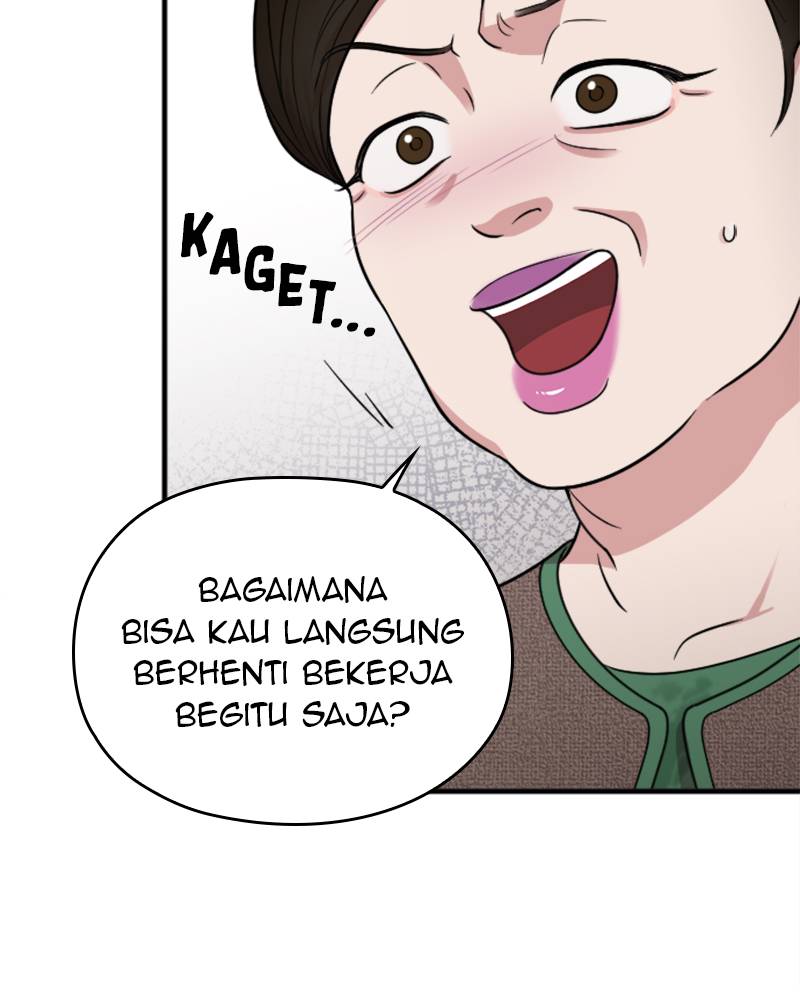 KAGET...
BAGAIMANA
BISA KAU LANGSUNG
BERHENTI BEKERJA
BEGITU SAJA?